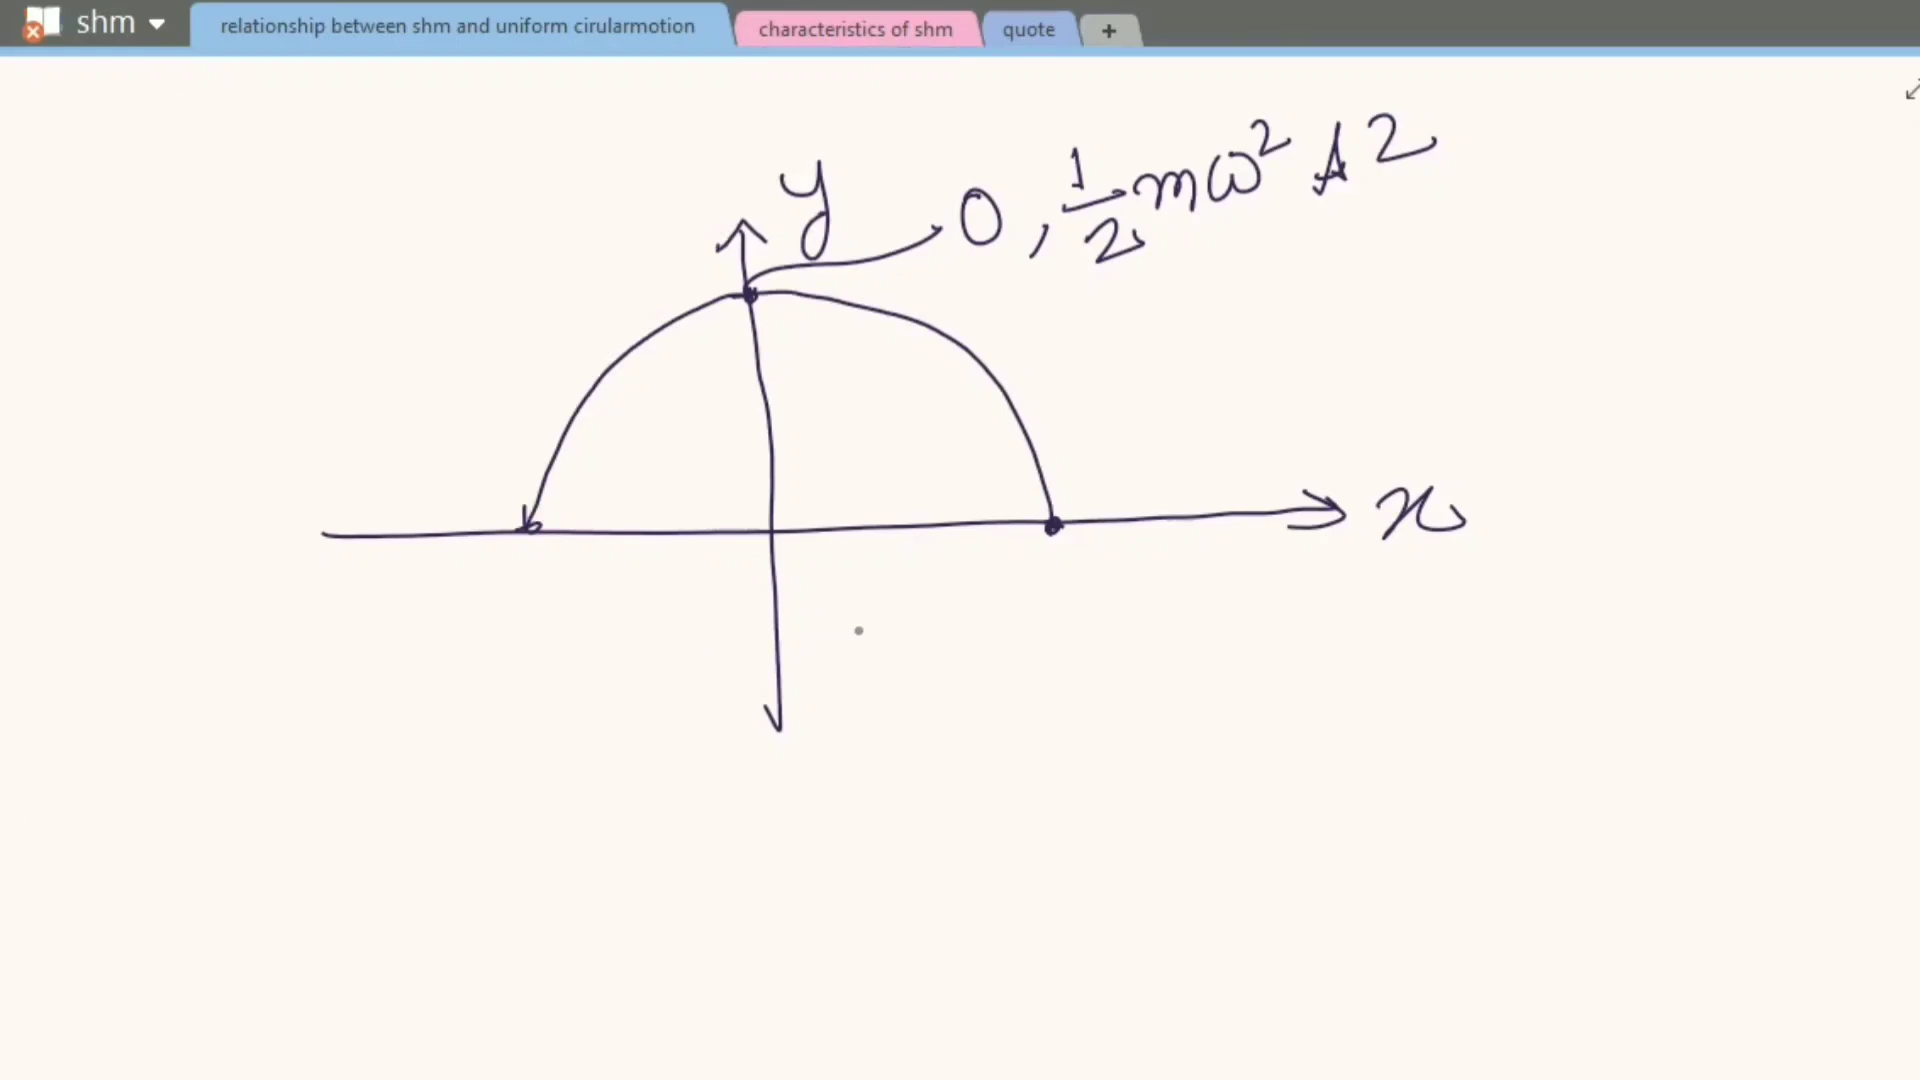 shm
relationship between shm and uniform cirularmotion
characteristics of shm
quote
+
y
0, 1/2 mω² A2
x